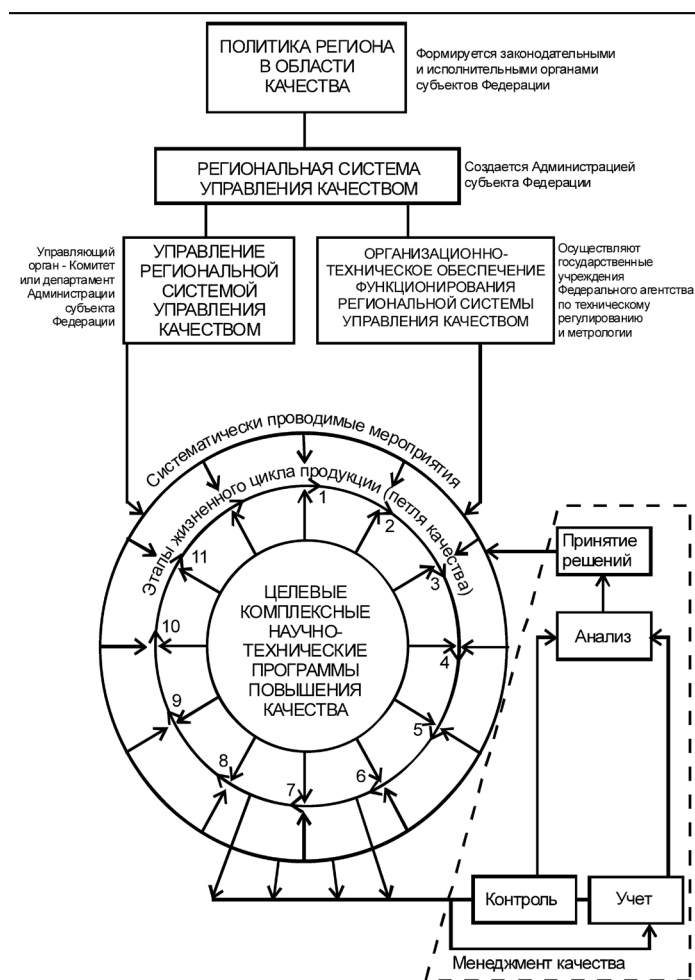 ПОЛИТИКА РЕГИОНА
В ОБЛАСТИ
КАЧЕСТВА
Формируется законодательными
и исполнительными органами
субъектов Федерации
РЕГИОНАЛЬНАЯ СИСТЕМА
УПРАВЛЕНИЯ КАЧЕСТВОМ
Создается Администрацией
субъекта Федерации
Управляющий
орган - Комитет
или департамент
Администрации
субъекта
Федерации
УПРАВЛЕНИЕ
РЕГИОНАЛЬНОЙ
СИСТЕМОЙ
УПРАВЛЕНИЯ
КАЧЕСТВОМ
ОРГАНИЗАЦИОННО-
ТЕХНИЧЕСКОЕ ОБЕСПЕЧЕНИЕ
ФУНКЦИОНИРОВАНИЯ
РЕГИОНАЛЬНОЙ СИСТЕМЫ
УПРАВЛЕНИЯ КАЧЕСТВОМ
Осуществляют
государственные
учреждения
Федерального агентства
по техническому
регулированию
и метрологии
Систематически проводимые мероприятия
Этапы жизненного цикла продукции (петля качества)
1
2
3
4
5
6
7
8
9
10
11
ЦЕЛЕВЫЕ
КОМПЛЕКСНЫЕ
НАУЧНО-
ТЕХНИЧЕСКИЕ
ПРОГРАММЫ
ПОВЫШЕНИЯ
КАЧЕСТВА
Принятие
решений
Анализ
Контроль
Учет
Менеджмент качества